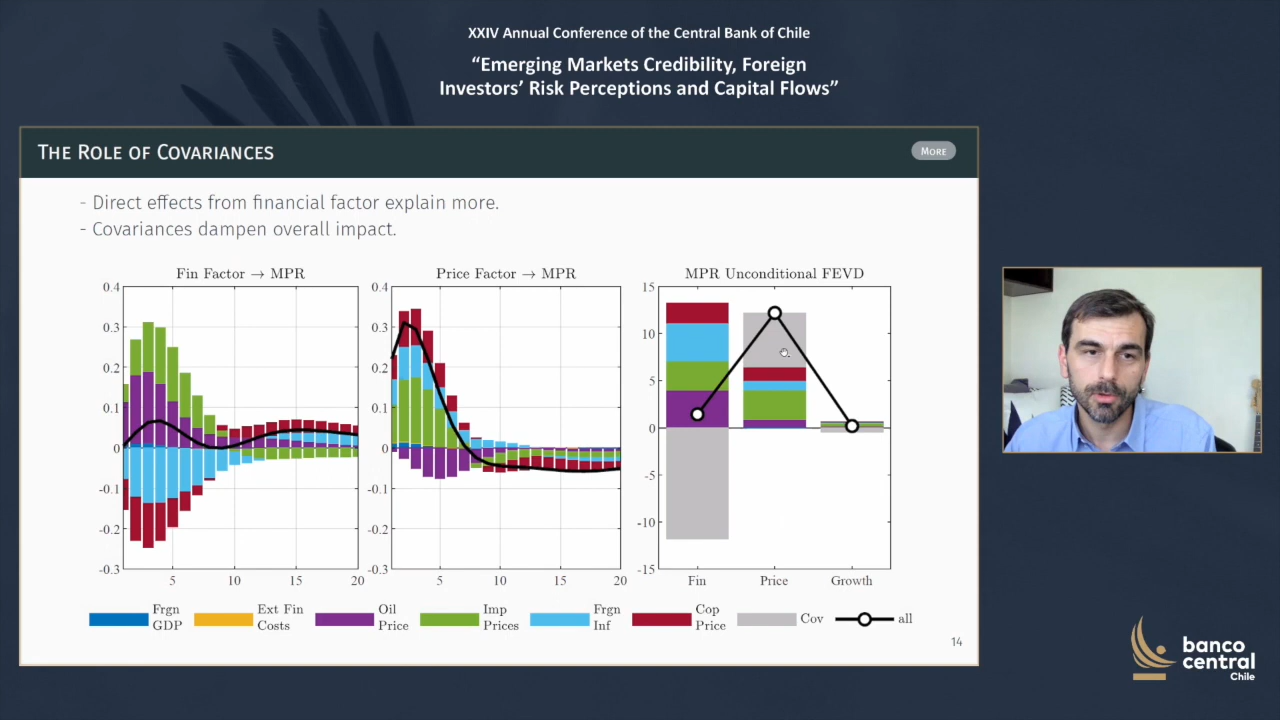 XXIV Annual Conference of the Central Bank of Chile
“Emerging Markets Credibility, Foreign
Investors’ Risk Perceptions and Capital Flows”
The Role of Covariances
More
- Direct effects from financial factor explain more.
- Covariances dampen overall impact.
Fin Factor → MPR
Price Factor → MPR
MPR Unconditional FEVD
0.4
0.3
0.2
0.1
0
-0.1
-0.2
-0.3
5
10
15
20
0.4
0.3
0.2
0.1
0
-0.1
-0.2
-0.3
5
10
15
20
15
10
5
0
-5
-10
-15
Fin
Price
Growth
Frgn
GDP
Ext Fin
Costs
Oil
Price
Imp
Prices
Frgn
Inf
Cop
Price
Cov
all
14
banco
central
Chile